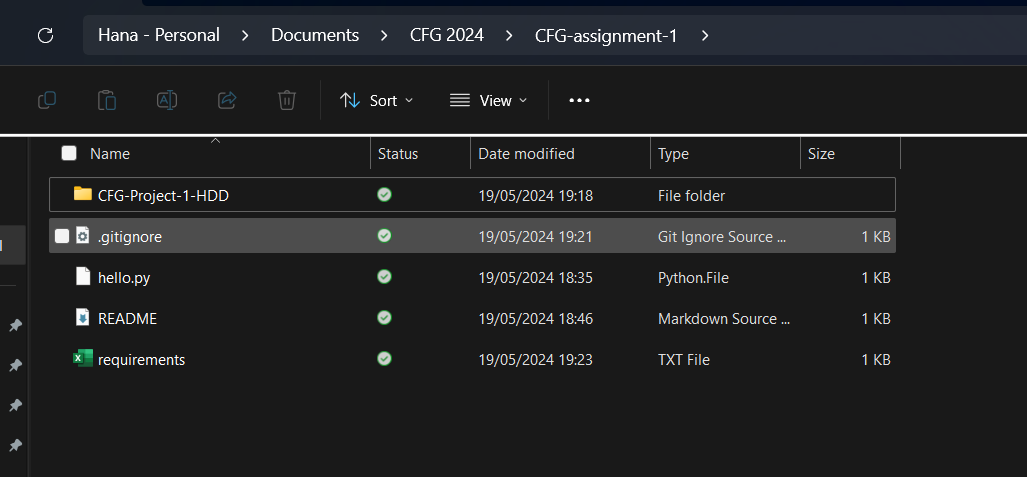 Hana - Personal > Documents > CFG 2024 > CFG-assignment-1 >
Sort View
Name Status Date modified Type Size
CFG-Project-1-HDD 19/05/2024 19:18 File folder
.gitignore 19/05/2024 19:21 Git Ignore Source ... 1 KB
hello.py 19/05/2024 18:35 Python.File 1 KB
README 19/05/2024 18:46 Markdown Source ... 1 KB
requirements 19/05/2024 19:23 TXT File 1 KB